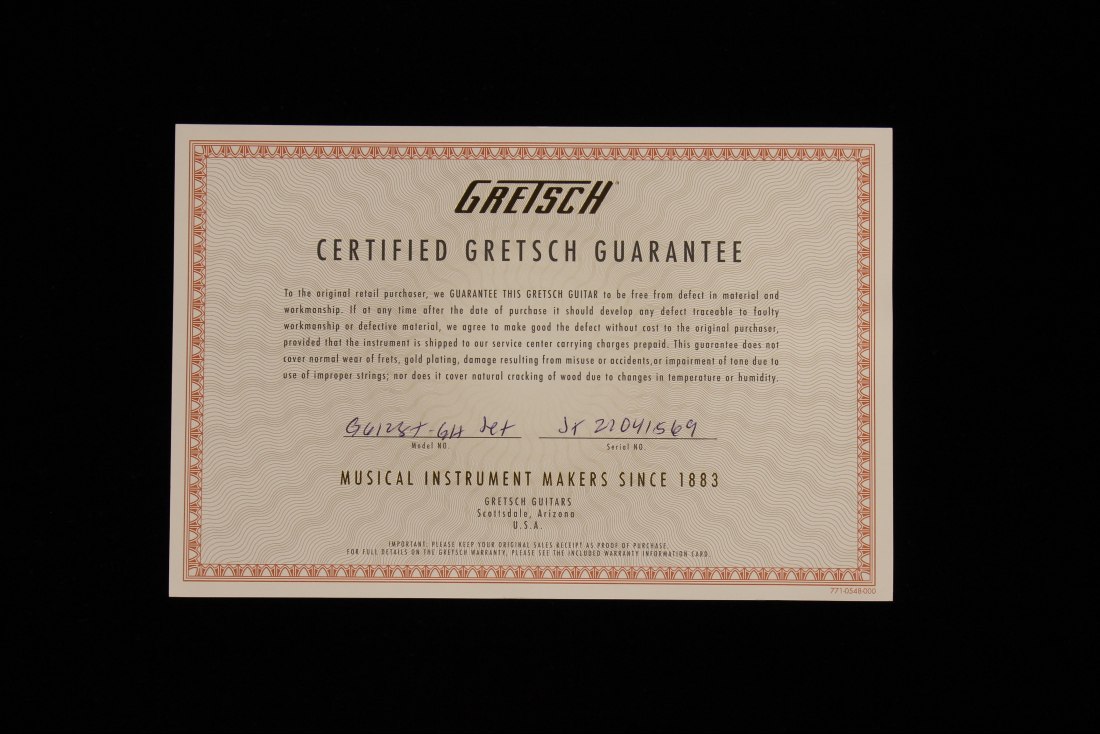 GRETSCH
CERTIFIED GRETSCH GUARANTEE
To the original retail purchaser, we GUARANTEE THIS GRETSCH GUITAR to be free from defect in material and
workmanship. If at any time after the date of purchase it should develop any defect traceable to faulty
workmanship or defective material, we agree to make good the defect without cost to the original purchaser,
provided that the instrument is shipped to our service center carrying charges prepaid. This guarantee does not
cover normal wear of frets, gold plating, damage resulting from misuse or accidents,or impairment of tone due to
use of improper strings; nor does it cover natural cracking of wood due to changes in temperature or humidity.
G6128T-GH Jet JT 21041569
Model NO. Serial NO.
MUSICAL INSTRUMENT MAKERS SINCE 1883
GRETSCH GUITARS
Scottsdale, Arizona
U.S.A.
IMPORTANT: PLEASE KEEP YOUR ORIGINAL SALES RECEIPT AS PROOF OF PURCHASE.
FOR FULL DETAILS ON THE GRETSCH WARRANTY, PLEASE SEE THE INCLUDED WARRANTY INFORMATION CARD.
771-0548-000